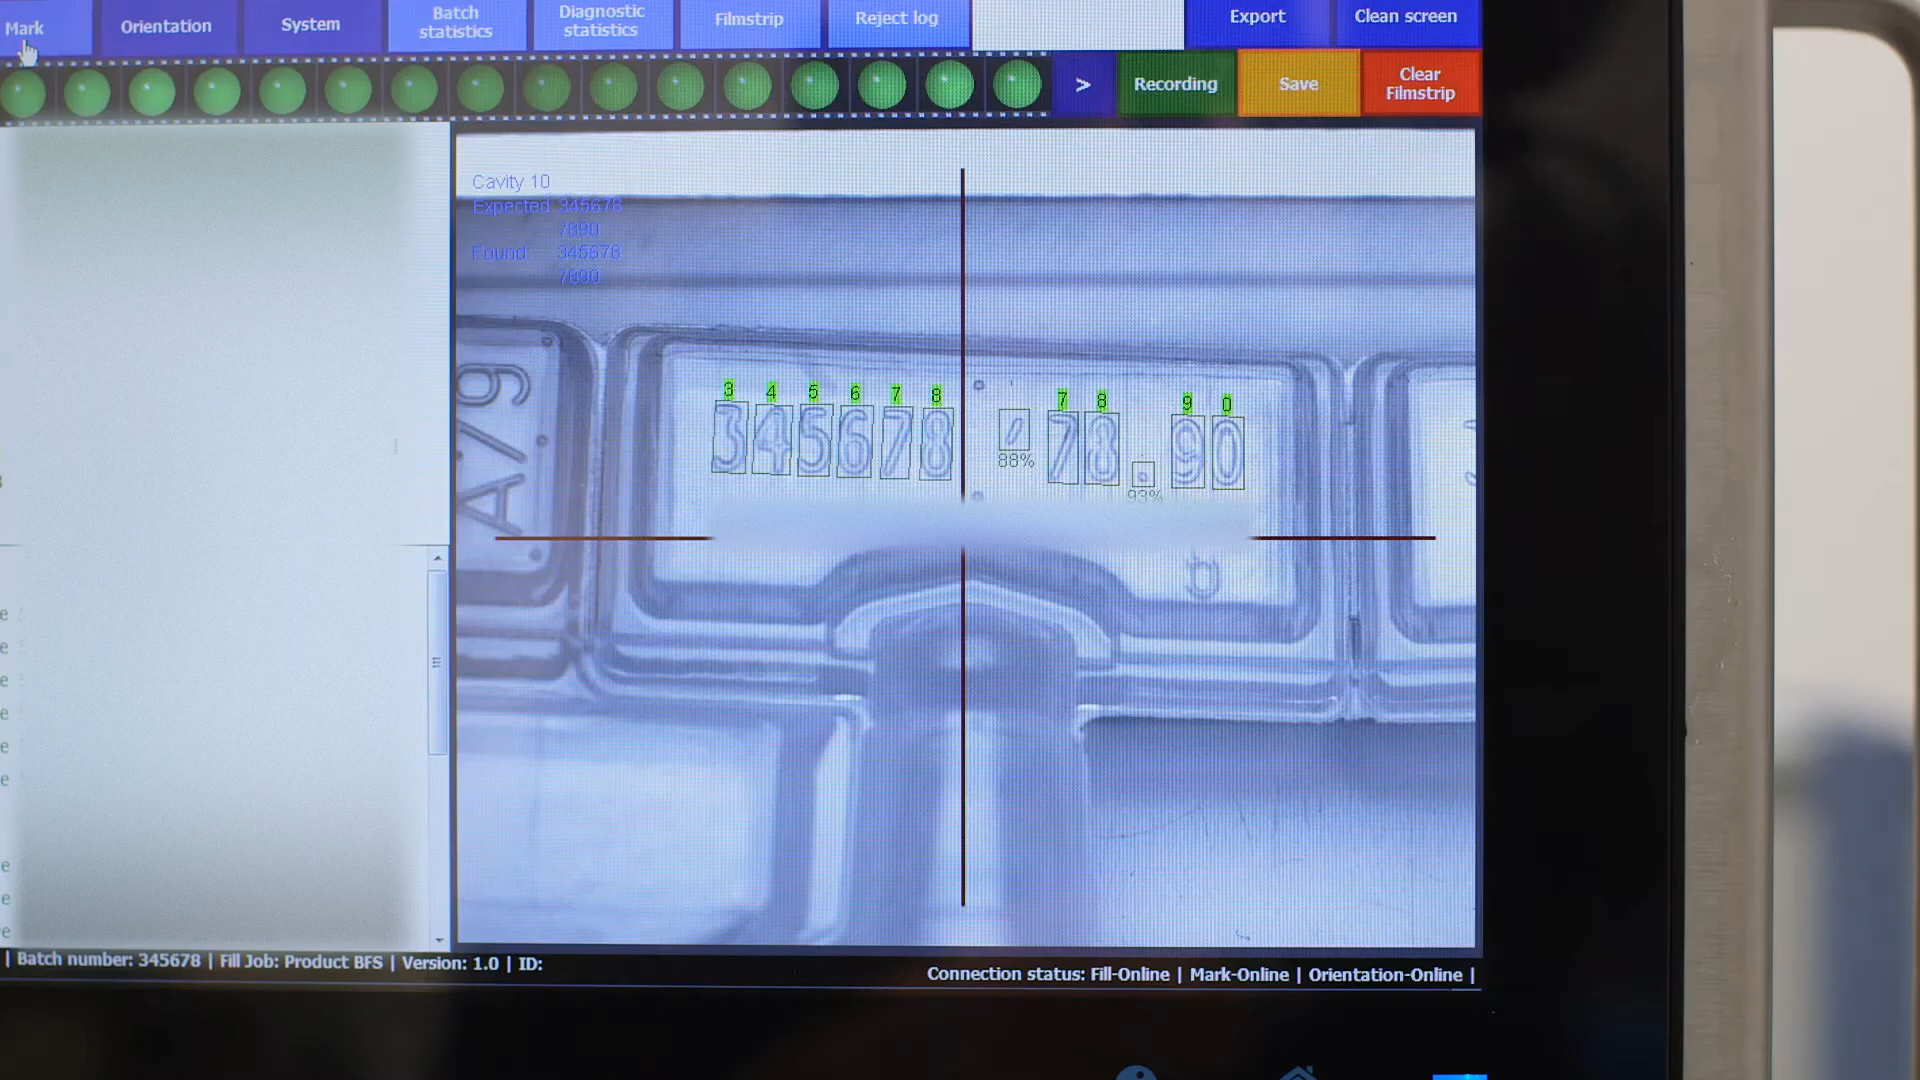 Mark
Orientation
System
Batch statistics
Diagnostic statistics
Filmstrip
Reject log
Export
Clean screen
>
Recording
Save
Clear Filmstrip
Cavity 10
Expected: 345678
7890
Found: 345678
7890
3 4 5 6 7 8 7 8 9 0
A/79
345678 / 78.90
88%
93%
| Batch number: 345678 | Fill Job: Product BFS | Version: 1.0 | ID:
Connection status: Fill-Online | Mark-Online | Orientation-Online |